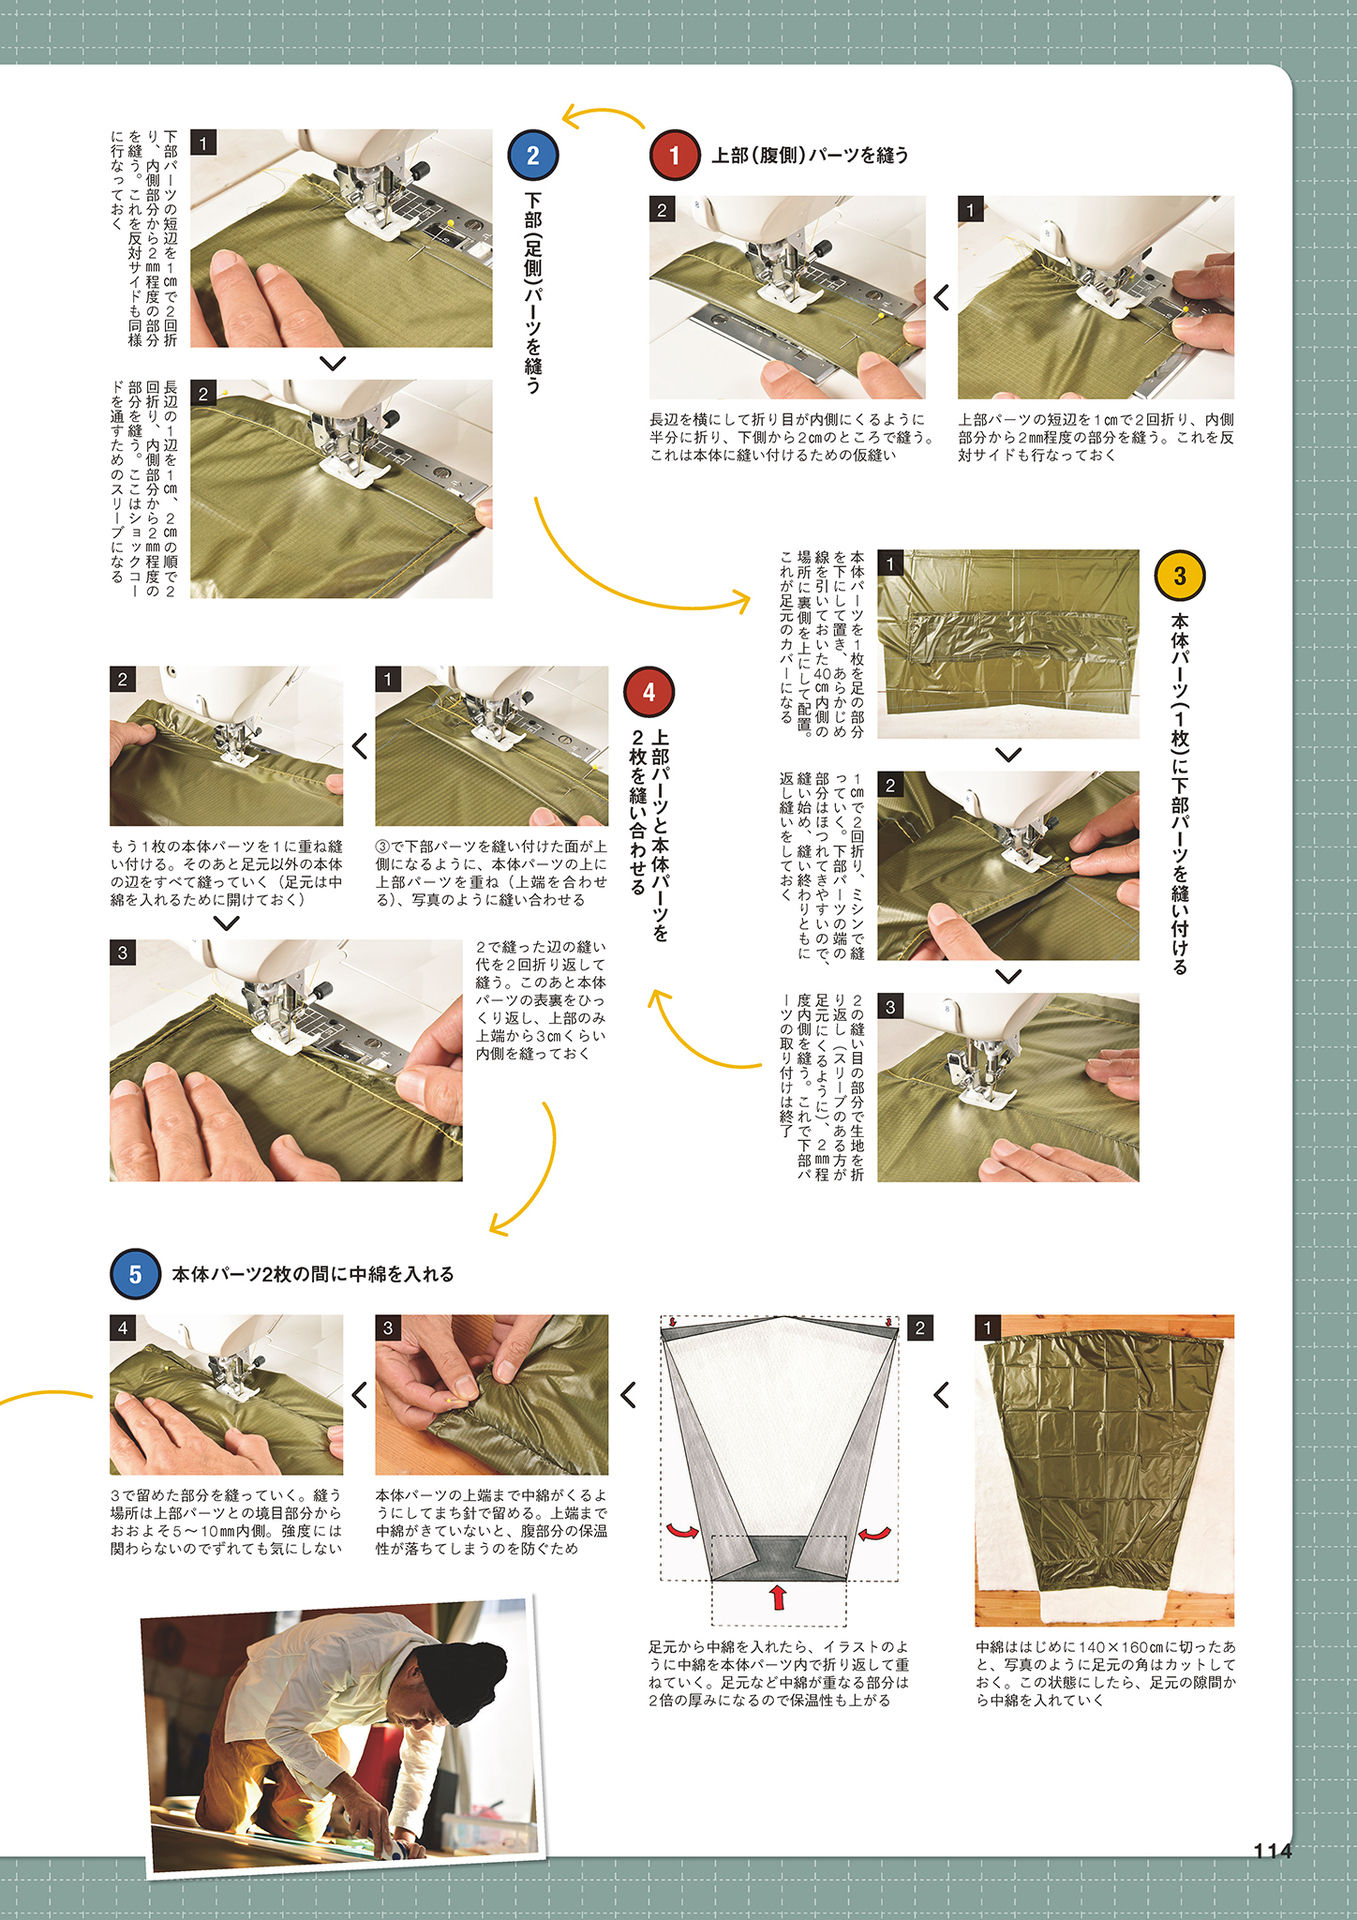 1
上部(腹側)パーツを縫う
1
上部パーツの短辺を1㎝で2回折り、内側
部分から2㎜程度の部分を縫う。これを反
対サイドも行なっておく
2
長辺を横にして折り目が内側にくるように
半分に折り、下側から2㎝のところで縫う。
これは本体に縫い付けるための仮縫い
2
下部(足側)パーツを縫う
1
下部パーツの短辺を1㎝で2回折
り、内側部分から2㎜程度の部分
を縫う。これを反対サイドも同様
に行なっておく
2
長辺の1辺を1㎝、2㎝の順で2
回折り、内側部分から2㎜程度の
部分を縫う。ここはショックコー
ドを通すためのスリーブになる
3
本体パーツ(1枚)に下部パーツを縫い付ける
1
本体パーツを1枚を足の部分
を下にして置き、あらかじめ
線を引いておいた40㎝内側の
場所に裏側を上にして配置。
これが足元のカバーになる
2
1㎝で2回折り、ミシンで縫
っていく。下部パーツの端の
部分はほつれてきやすいので、
縫い始め、縫い終わりともに
返し縫いをしておく
3
2の縫い目の部分で生地を折
り返し(スリーブのある方が
足元にくるように)、2㎜程
度内側を縫う。これで下部パ
ーツの取り付けは終了
4
上部パーツと本体パーツを
2枚を縫い合わせる
1
③で下部パーツを縫い付けた面が上
側になるように、本体パーツの上に
上部パーツを重ね(上端を合わせ
る)、写真のように縫い合わせる
2
もう1枚の本体パーツを1に重ね縫
い付ける。そのあと足元以外の本体
の辺をすべて縫っていく(足元は中
綿を入れるために開けておく)
3
2で縫った辺の縫い
代を2回折り返して
縫う。このあと本体
パーツの表裏をひっ
くり返し、上部のみ
上端から3㎝くらい
内側を縫っておく
5
本体パーツ2枚の間に中綿を入れる
1
中綿ははじめに140×160㎝に切ったあ
と、写真のように足元の角はカットして
おく。この状態にしたら、足元の隙間か
ら中綿を入れていく
2
足元から中綿を入れたら、イラストのよ
うに中綿を本体パーツ内で折り返して重
ねていく。足元など中綿が重なる部分は
2倍の厚みになるので保温性も上がる
3
本体パーツの上端まで中綿がくるよ
うにしてまち針で留める。上端まで
中綿がきていないと、腹部分の保温
性が落ちてしまうのを防ぐため
4
3で留めた部分を縫っていく。縫う
場所は上部パーツとの境目部分から
おおよそ5〜10㎜内側。強度には
関わらないのでずれても気にしない
114